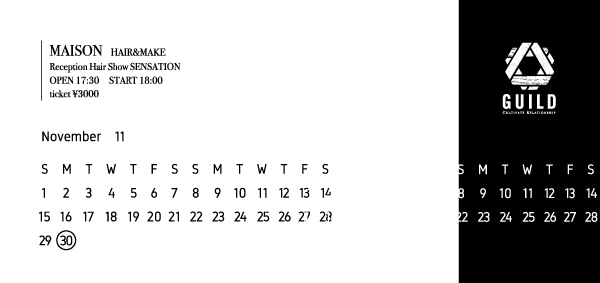 MAISON HAIR&MAKE
Reception Hair Show SENSATION
OPEN 17:30 START 18:00
ticket ¥3000
GUILD
CULTIVATE RELATIONSHIP
November 11
S M T W T F S S M T W T F S
1 2 3 4 5 6 7 8 9 10 11 12 13 14
15 16 17 18 19 20 21 22 23 24 25 26 27 28
29 30
S M T W T F S
8 9 10 11 12 13 14
22 23 24 25 26 27 28